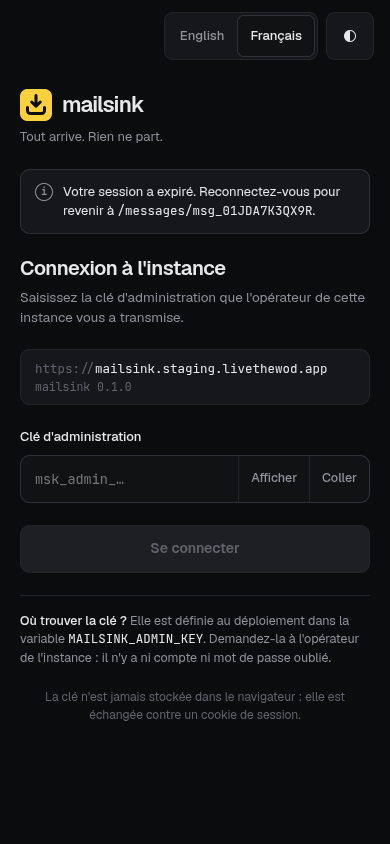 English
Français
mailsink
Tout arrive. Rien ne part.
Votre session a expiré. Reconnectez-vous pour
revenir à /messages/msg_01JDA7K3QX9R.
Connexion à l'instance
Saisissez la clé d'administration que l'opérateur de cette
instance vous a transmise.
https://mailsink.staging.livethewod.app
mailsink 0.1.0
Clé d'administration
msk_admin_…
Afficher
Coller
Se connecter
Où trouver la clé ? Elle est définie au déploiement dans la
variable MAILSINK_ADMIN_KEY. Demandez-la à l'opérateur
de l'instance : il n'y a ni compte ni mot de passe oublié.
La clé n'est jamais stockée dans le navigateur : elle est
échangée contre un cookie de session.